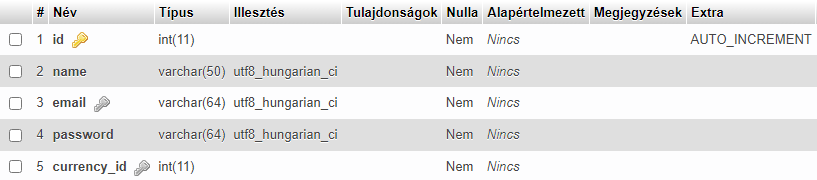 # Név Típus Illesztés Tulajdonságok Nulla Alapértelmezett Megjegyzések Extra
1 id int(11) Nem Nincs AUTO_INCREMENT
2 name varchar(50) utf8_hungarian_ci Nem Nincs
3 email varchar(64) utf8_hungarian_ci Nem Nincs
4 password varchar(64) utf8_hungarian_ci Nem Nincs
5 currency_id int(11) Nem Nincs